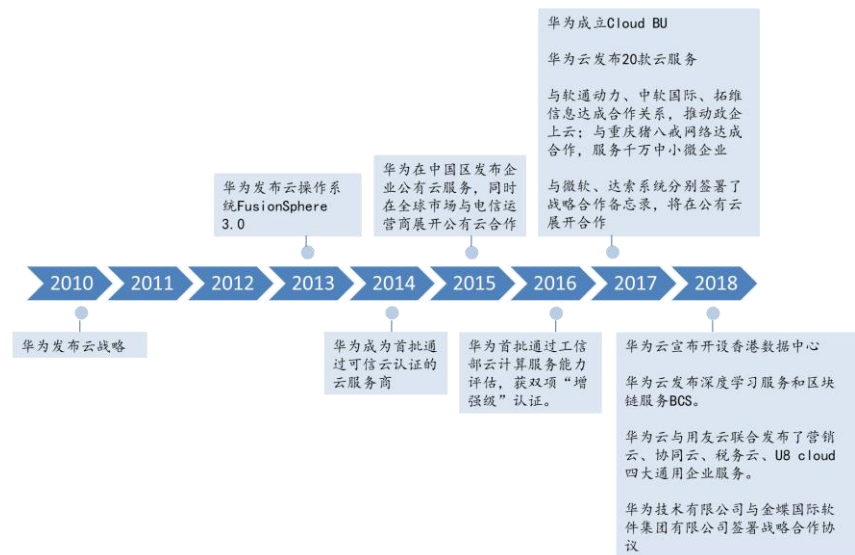 华为成立Cloud BU
华为云发布20款云服务
与软通动力、中软国际、拓维
信息达成合作关系，推动政企
上云；与重庆猪八戒网络达成
合作，服务千万中小微企业
与微软、达索系统分别签署了
战略合作备忘录，将在公有云
展开合作
华为在中国区发布企
业公有云服务，同时
在全球市场与电信运
营商展开公有云合作
华为发布云操作系
统FusionSphere
3.0
2010
2011
2012
2013
2014
2015
2016
2017
2018
华为发布云战略
华为成为首批通
过可信云认证的
云服务商
华为首批通过工信
部云计算服务能力
评估，获双项“增
强级”认证。
华为云宣布开设香港数据中心
华为云发布深度学习服务和区块
链服务BCS。
华为云与用友云联合发布了营销
云、协同云、税务云、U8 cloud
四大通用企业服务。
华为技术有限公司与金蝶国际软
件集团有限公司签署战略合作协
议